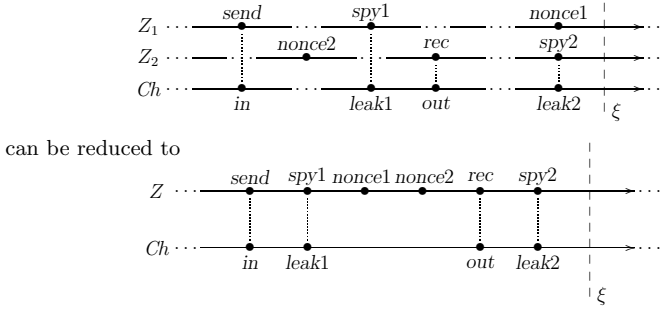 send spy1 nonce1
Z1
nonce2 rec spy2
Z2
Ch
in leak1 out leak2
ξ
can be reduced to
send spy1 nonce1 nonce2 rec spy2
Z
Ch
in leak1 out leak2
ξ